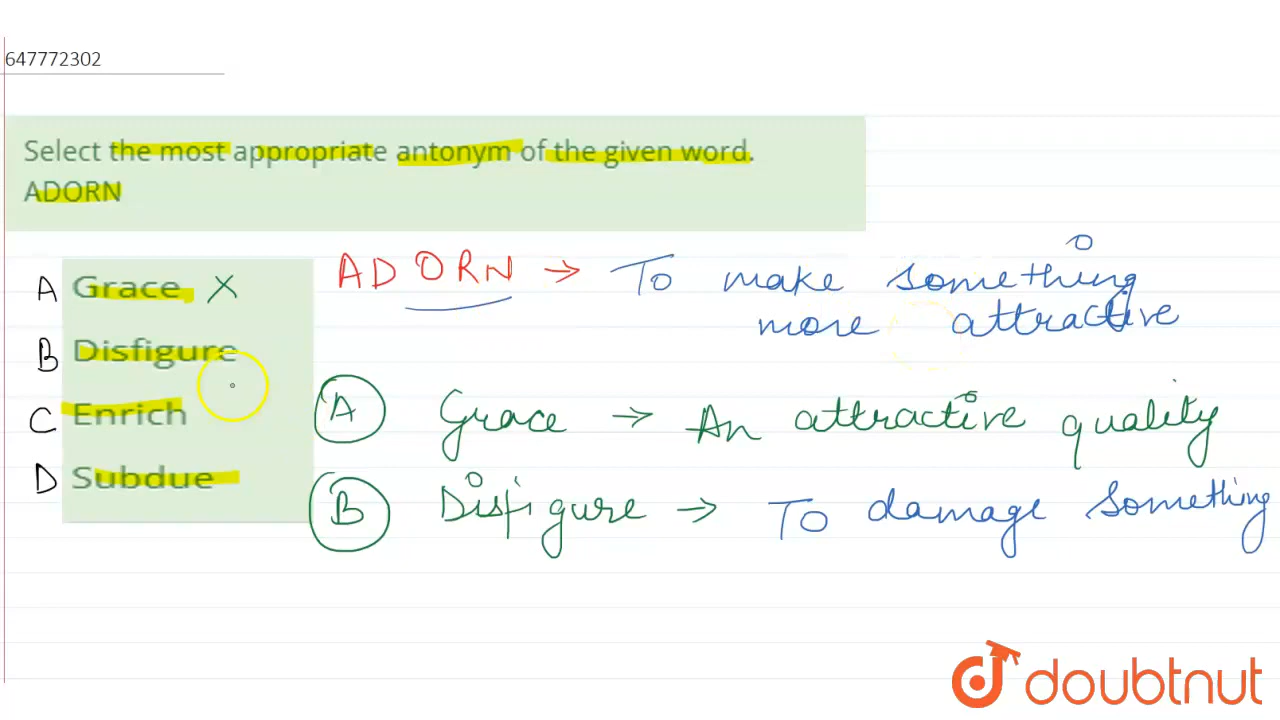 647772302
Select the most appropriate antonym of the given word.
ADORN
A Grace X
B Disfigure
C Enrich
D Subdue
ADORN → To make something
more attractive
A Grace → An attractive quality
B Disfigure → To damage something
doubtnut